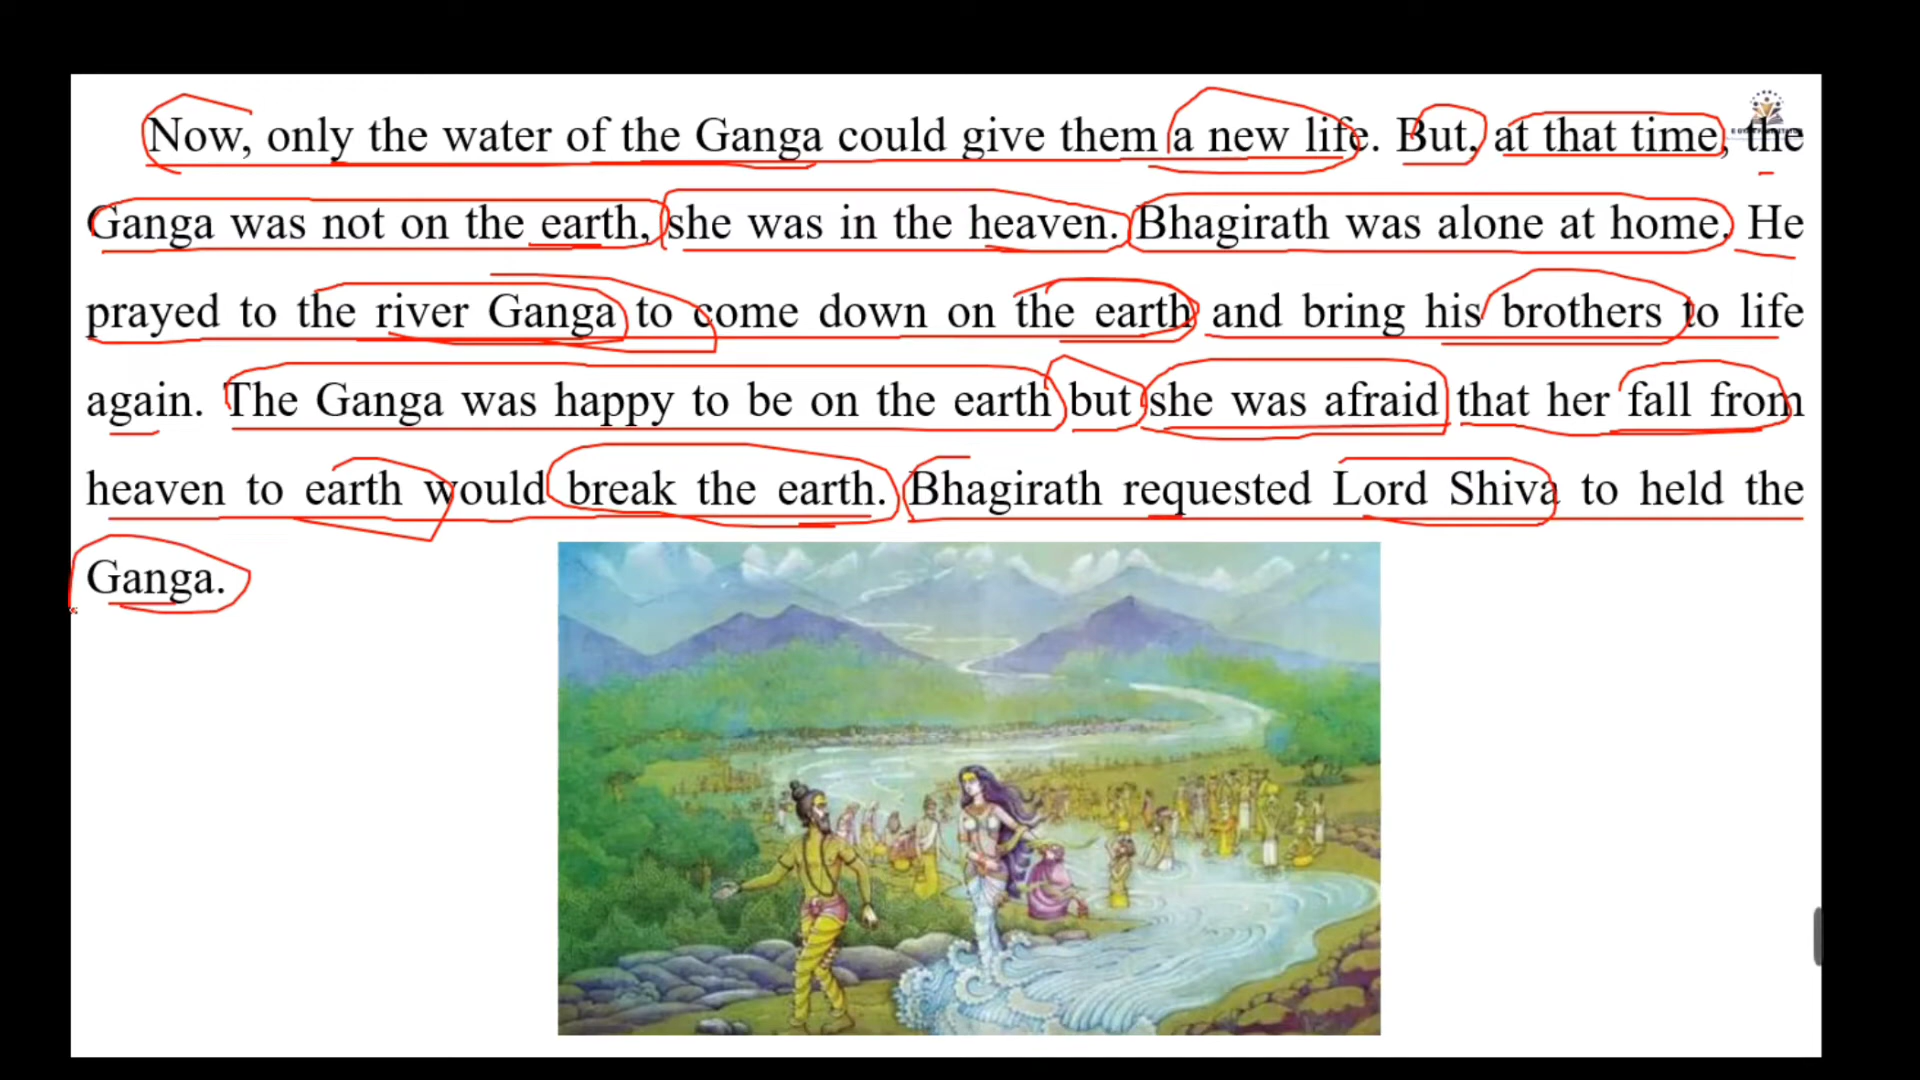 Now, only the water of the Ganga could give them a new life. But, at that time, the
Ganga was not on the earth, she was in the heaven. Bhagirath was alone at home. He
prayed to the river Ganga to come down on the earth and bring his brothers to life
again. The Ganga was happy to be on the earth but she was afraid that her fall from
heaven to earth would break the earth. Bhagirath requested Lord Shiva to held the
Ganga.